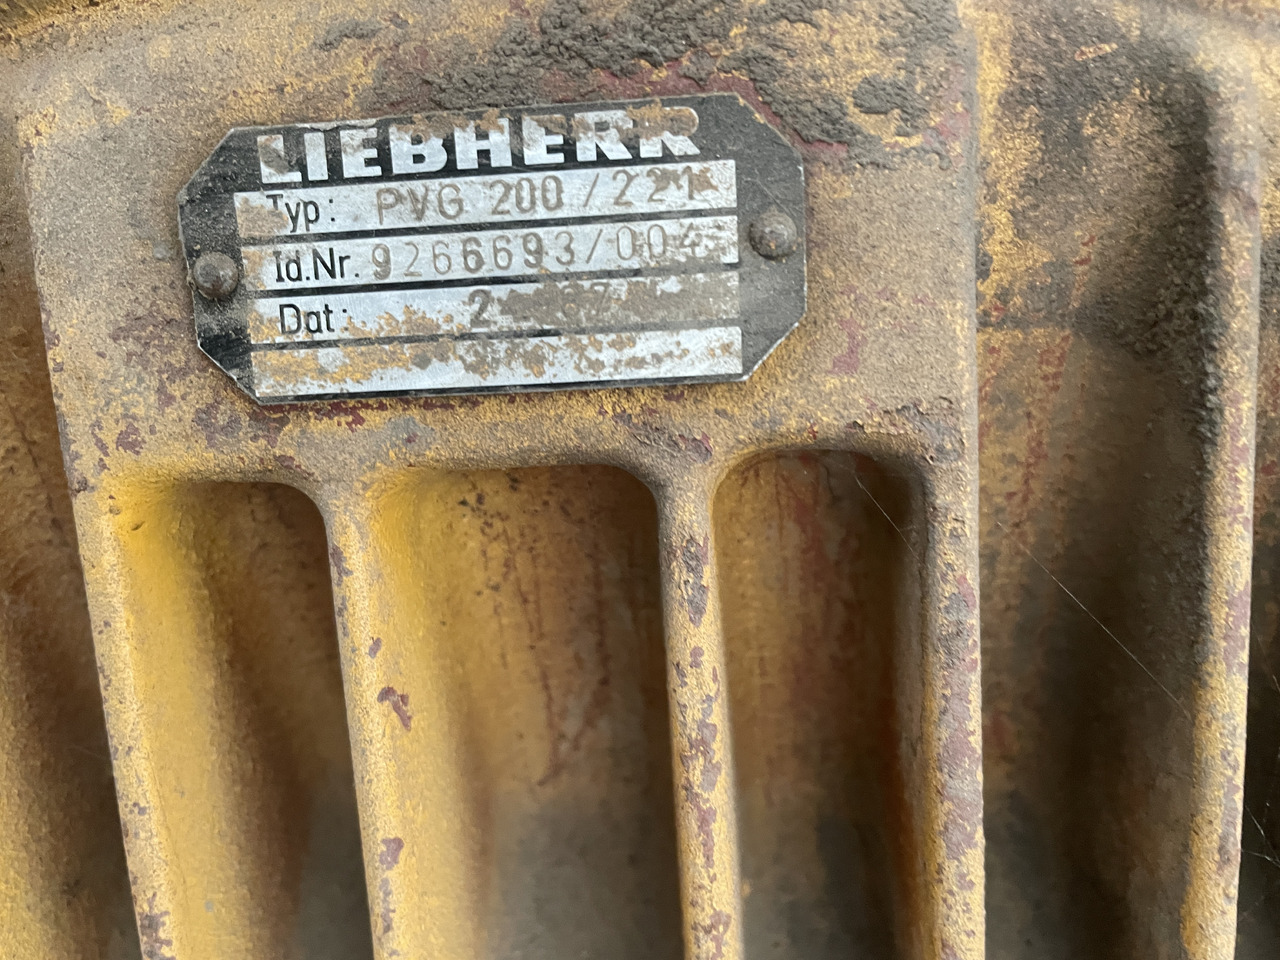 LIEBHERR
Typ: PVG 200/221
Id.Nr. 9266693/004
Dat: